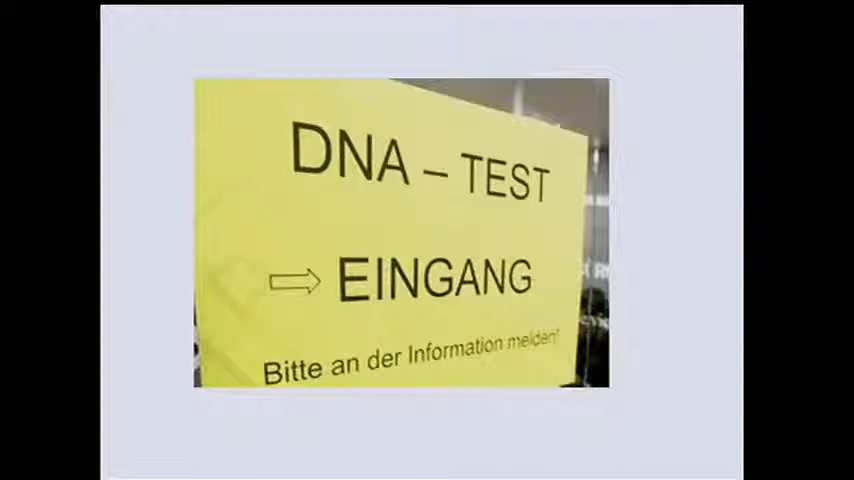 DNA – TEST
⇨ EINGANG
Bitte an der Information melden!